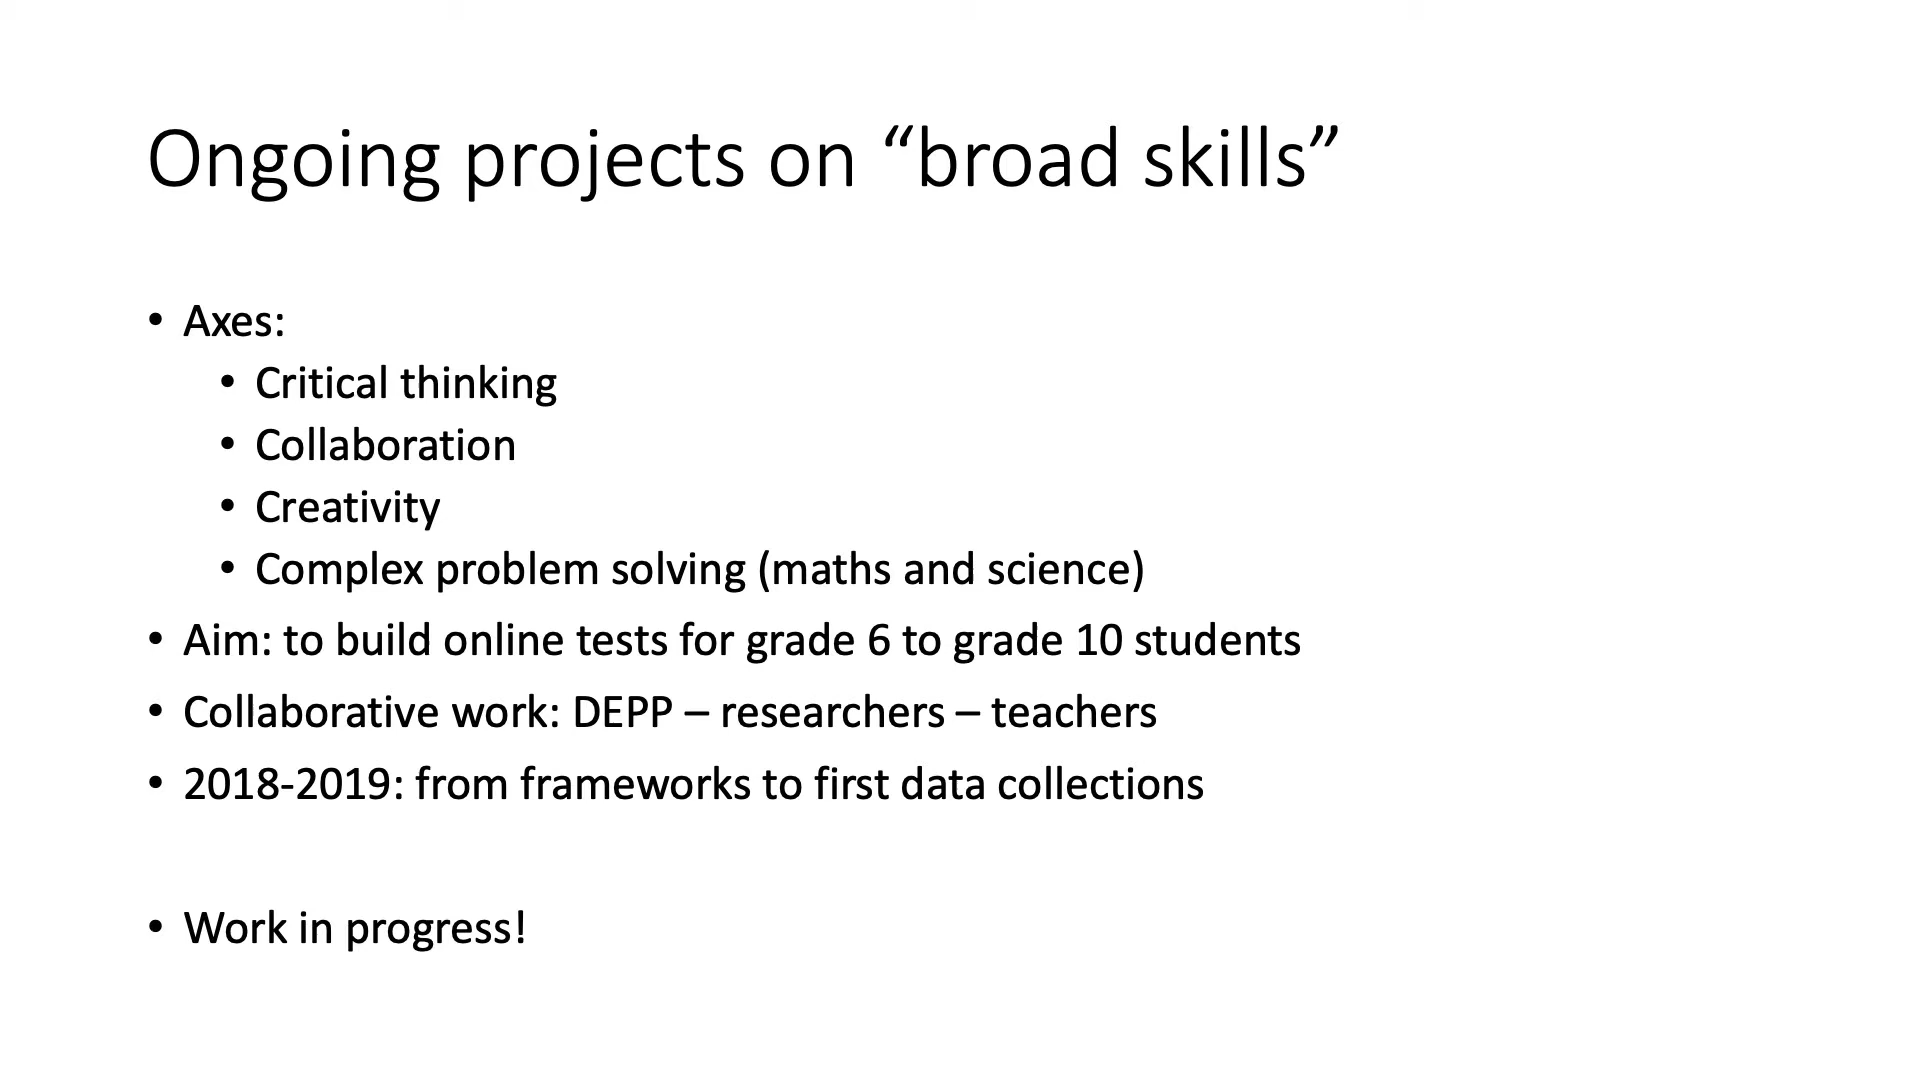 Ongoing projects on “broad skills”
• Axes:
• Critical thinking
• Collaboration
• Creativity
• Complex problem solving (maths and science)
• Aim: to build online tests for grade 6 to grade 10 students
• Collaborative work: DEPP – researchers – teachers
• 2018-2019: from frameworks to first data collections
• Work in progress!